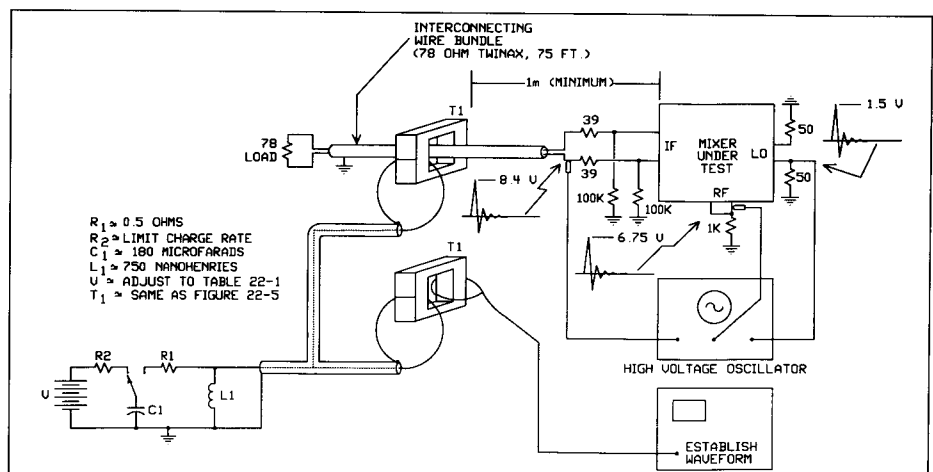 INTERCONNECTING
WIRE BUNDLE
(78 OHM TWINAX, 75 FT.)
1m (MINIMUM)
T1
39
78
LOAD
IF
MIXER
UNDER
TEST
LO
50
1.5 V
39
50
8.4 V
100K
100K
RF
1K
6.75 V
R1 ≃ 0.5 OHMS
R2 ≃ LIMIT CHARGE RATE
C1 ≃ 180 MICROFARADS
L1 ≃ 750 NANOHENRIES
V ≃ ADJUST TO TABLE 22-1
T1 ≃ SAME AS FIGURE 22-5
T1
HIGH VOLTAGE OSCILLATOR
R2
R1
V
C1
L1
ESTABLISH
WAVEFORM